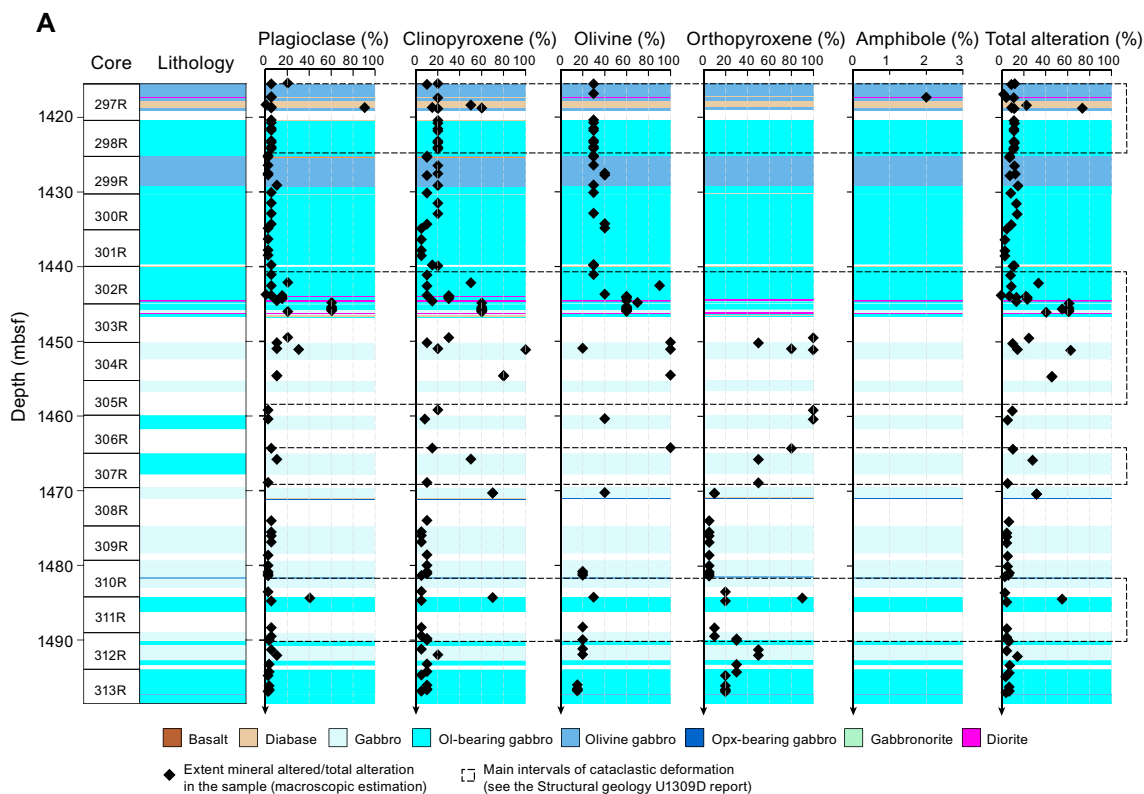 A
Core
Lithology
Plagioclase (%)
Clinopyroxene (%)
Olivine (%)
Orthopyroxene (%)
Amphibole (%)
Total alteration (%)
0 20 40 60 80 100
0 20 40 60 80 100
0 20 40 60 80 100
0 20 40 60 80 100
0 1 2 3
0 20 40 60 80 100
Depth (mbsf)
1420
1430
1440
1450
1460
1470
1480
1490
297R
298R
299R
300R
301R
302R
303R
304R
305R
306R
307R
308R
309R
310R
311R
312R
313R
Basalt
Diabase
Gabbro
Ol-bearing gabbro
Olivine gabbro
Opx-bearing gabbro
Gabbronorite
Diorite
Extent mineral altered/total alteration
in the sample (macroscopic estimation)
Main intervals of cataclastic deformation
(see the Structural geology U1309D report)